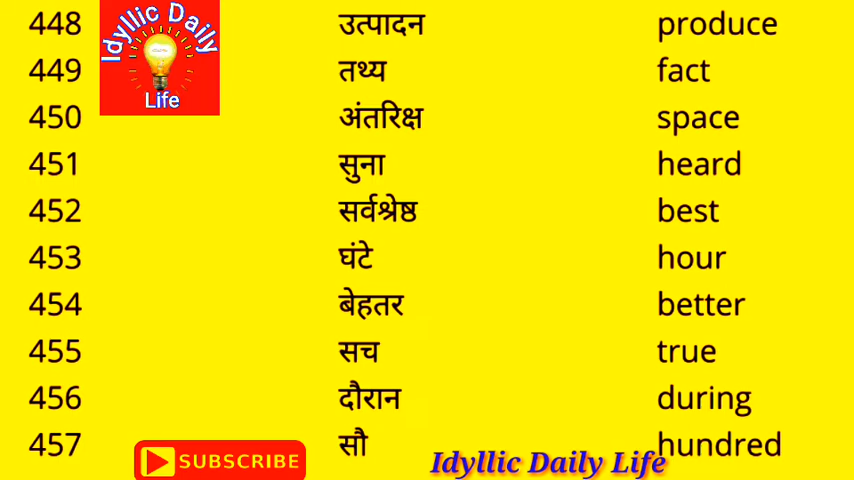 448 उत्पादन produce
Idyllic Daily
Life
449 तथ्य fact
450 अंतरिक्ष space
451 सुना heard
452 सर्वश्रेष्ठ best
453 घंटे hour
454 बेहतर better
455 सच true
456 दौरान during
457 सौ hundred
SUBSCRIBE
Idyllic Daily Life